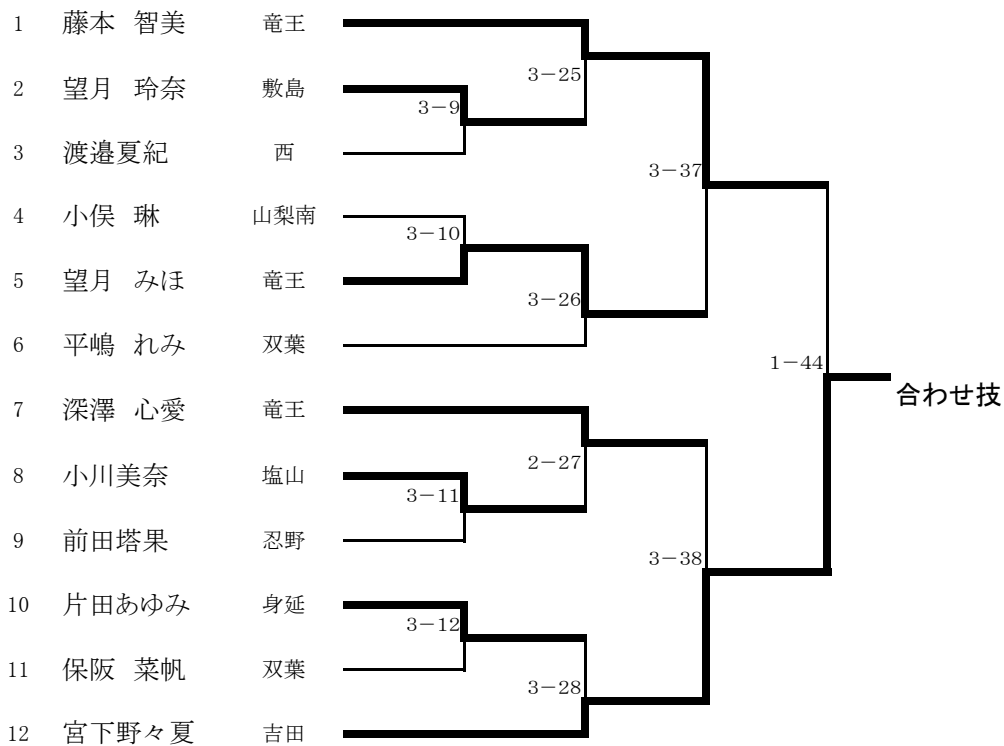 1 藤本 智美 竜王
3-25
2 望月 玲奈 敷島
3-9
3 渡邉夏紀 西
3-37
4 小俣 琳 山梨南
3-10
5 望月 みほ 竜王
3-26
6 平嶋 れみ 双葉
1-44
合わせ技
7 深澤 心愛 竜王
2-27
8 小川美奈 塩山
3-11
9 前田塔果 忍野
3-38
10 片田あゆみ 身延
3-12
11 保阪 菜帆 双葉
3-28
12 宮下野々夏 吉田